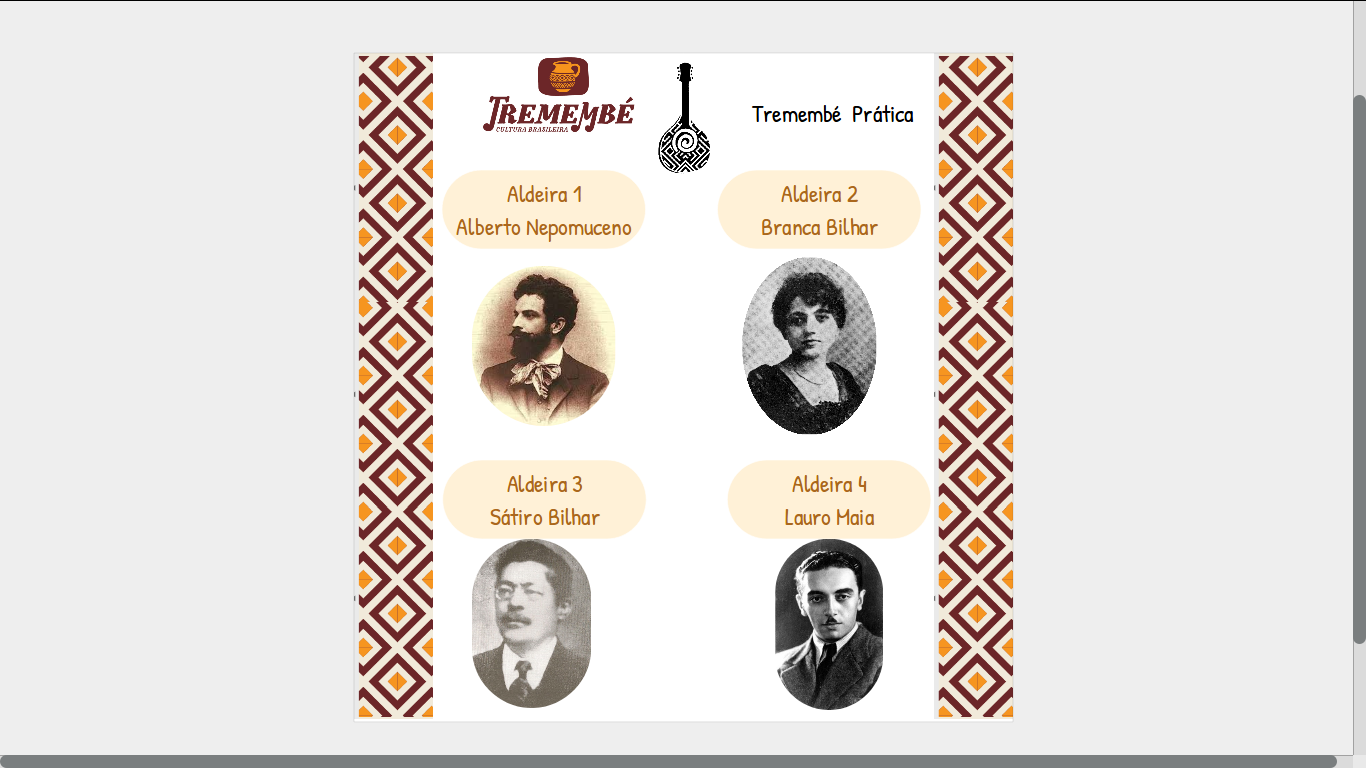 TREMEMBÉ
CULTURA BRASILEIRA
Tremembé Prática
Aldeira 1
Alberto Nepomuceno
Aldeira 2
Branca Bilhar
Aldeira 3
Sátiro Bilhar
Aldeira 4
Lauro Maia